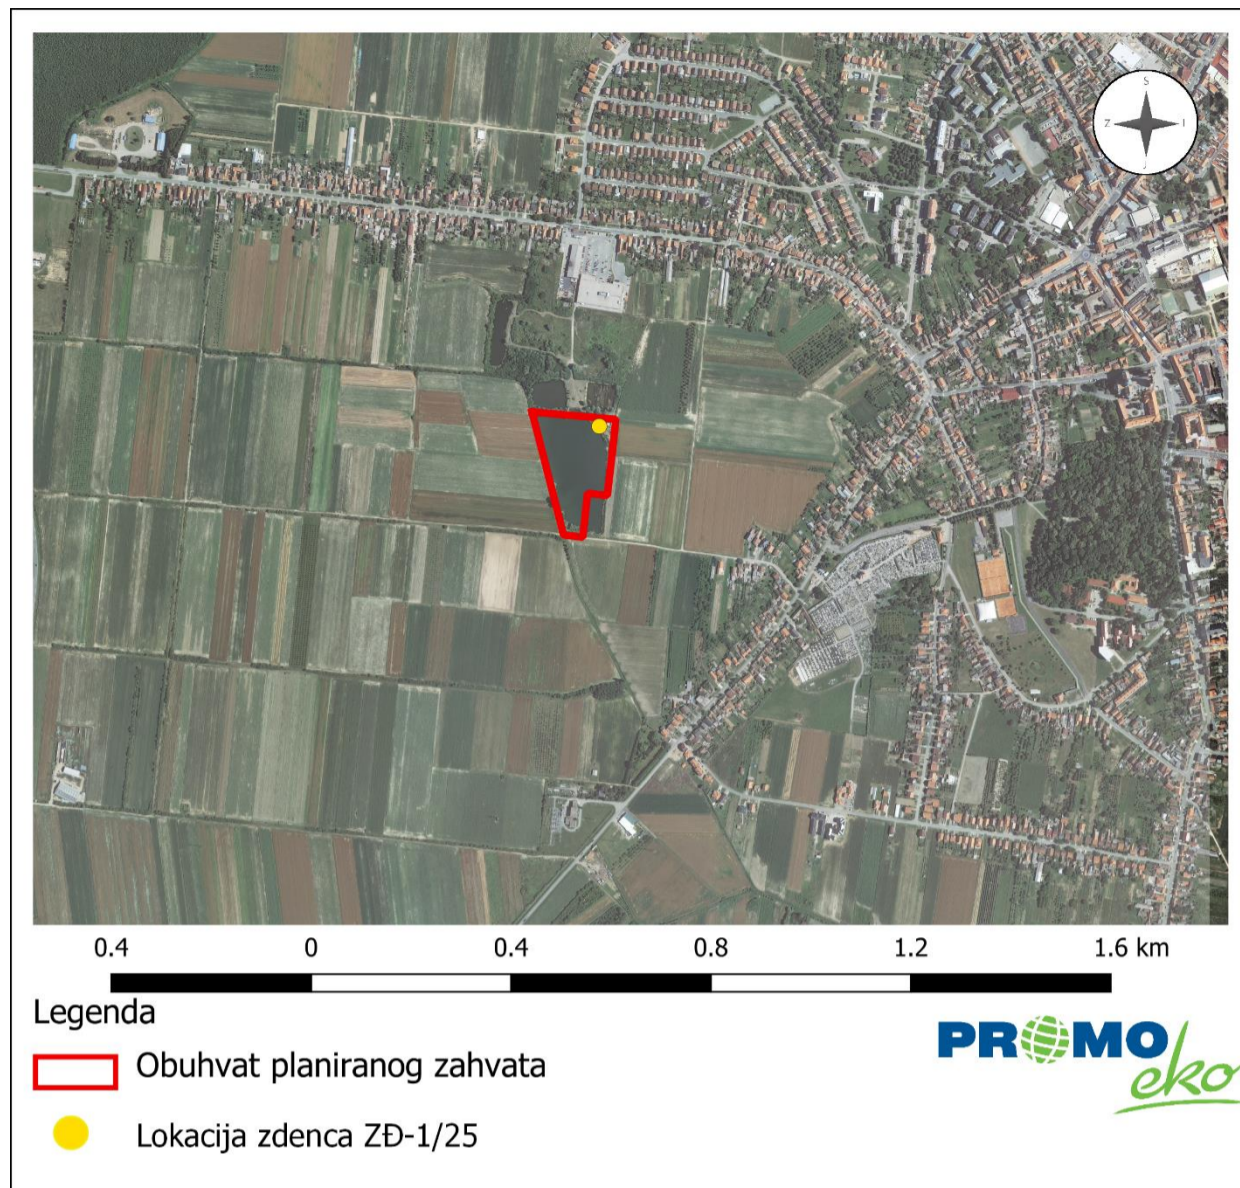 S
Z I
J
0.4 0 0.4 0.8 1.2 1.6 km
Legenda
Obuhvat planiranog zahvata
Lokacija zdenca ZĐ-1/25
PROMO
eko